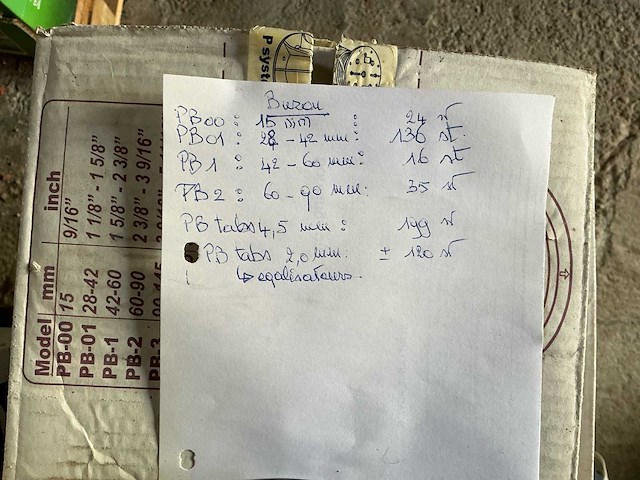 P syst
Buzon
PB00 : 15 mm : 24 st
PB01 : 28 - 42 mm : 136 st.
PB1 : 42 - 60 mm : 16 st
PB2 : 60 - 90 mm : 35 st
PB tabs 4,5 mm : 199 st
PB tabs 2,0 mm : ± 120 st
↳ egalisateurs.
Model mm inch
PB-00 15 9/16"
PB-01 28-42 1 1/8" - 1 5/8"
PB-1 42-60 1 5/8" - 2 3/8"
PB-2 60-90 2 3/8" - 3 9/16"
PB-3